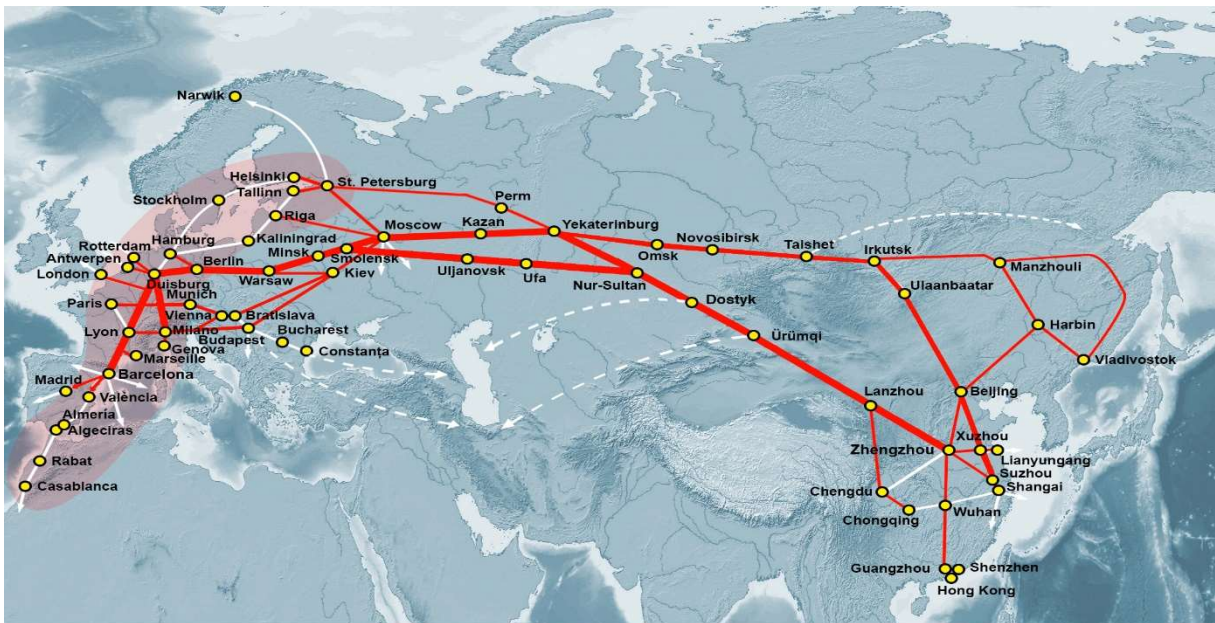 Narwik
Helsinki
St. Petersburg
Tallinn
Stockholm
Perm
Riga
Moscow
Kazan
Yekaterinburg
Novosibirsk
Taishet
Irkutsk
Hamburg
Kaliningrad
Rotterdam
Antwerpen
London
Berlin
Minsk
Smolensk
Omsk
Manzhouli
Duisburg
Warsaw
Kiev
Uljanovsk
Ufa
Nur-Sultan
Ulaanbaatar
Paris
Munich
Vienna
Bratislava
Dostyk
Lyon
Milano
Budapest
Bucharest
Ürümqi
Harbin
Genova
Marseille
Constanța
Vladivostok
Barcelona
Madrid
València
Lanzhou
Beijing
Almería
Algeciras
Zhengzhou
Xuzhou
Lianyungang
Rabat
Suzhou
Shangai
Casablanca
Chengdu
Chongqing
Wuhan
Guangzhou
Shenzhen
Hong Kong